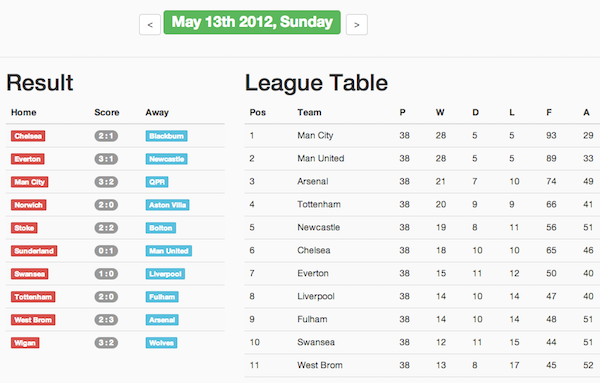 < May 13th 2012, Sunday >
Result
Home Score Away
Chelsea 2 : 1 Blackburn
Everton 3 : 1 Newcastle
Man City 3 : 2 QPR
Norwich 2 : 0 Aston Villa
Stoke 2 : 2 Bolton
Sunderland 0 : 1 Man United
Swansea 1 : 0 Liverpool
Tottenham 2 : 0 Fulham
West Brom 2 : 3 Arsenal
Wigan 3 : 2 Wolves
League Table
Pos Team P W D L F A
1 Man City 38 28 5 5 93 29
2 Man United 38 28 5 5 89 33
3 Arsenal 38 21 7 10 74 49
4 Tottenham 38 20 9 9 66 41
5 Newcastle 38 19 8 11 56 51
6 Chelsea 38 18 10 10 65 46
7 Everton 38 15 11 12 50 40
8 Liverpool 38 14 10 14 47 40
9 Fulham 38 14 10 14 48 51
10 Swansea 38 12 11 15 44 51
11 West Brom 38 13 8 17 45 52